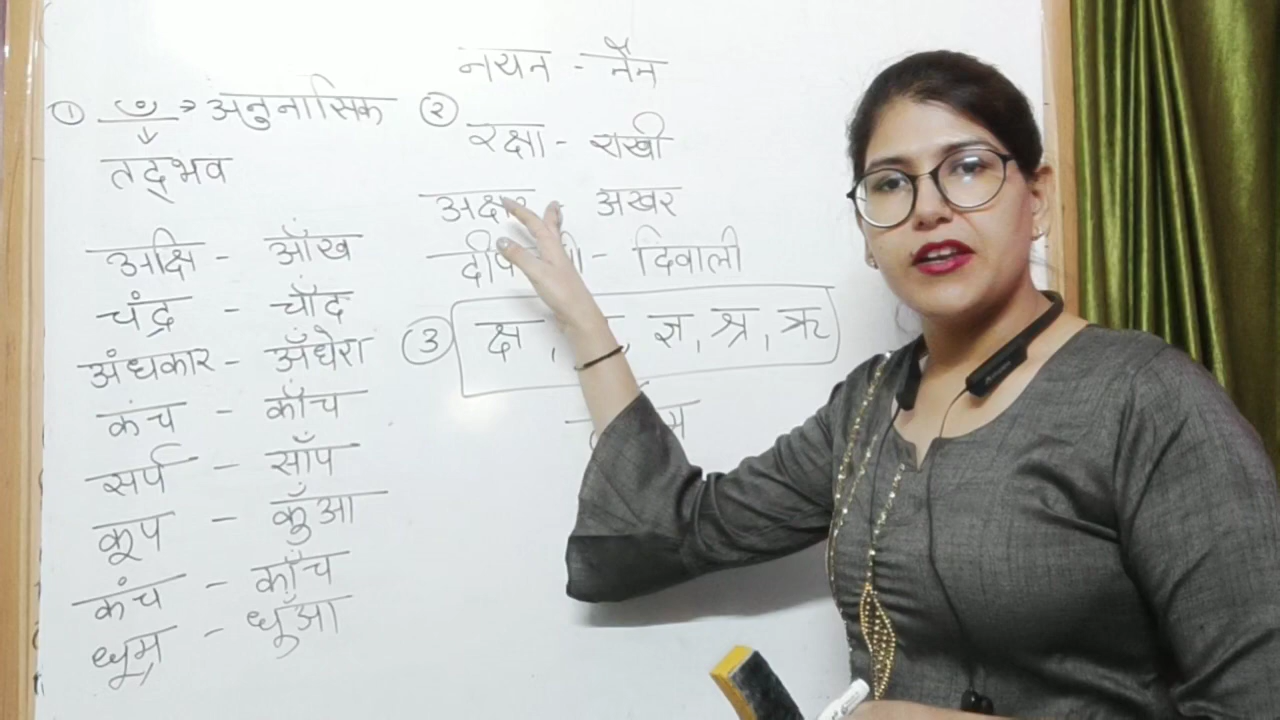 ① ँ → अनुनासिक
↓
तद्‌भव
अक्षि - आँख
चंद्र - चाँद
अंधकार - अँधेरा
कंच - काँच
सर्प - साँप
कूप - कुँआ
कंच - काँच
धूम्र - धूँआ
नयन - नैन
② रक्षा - राखी
अक्षर - अखर
- दिवाली
③ क्ष, ज्ञ, श्र, ऋ